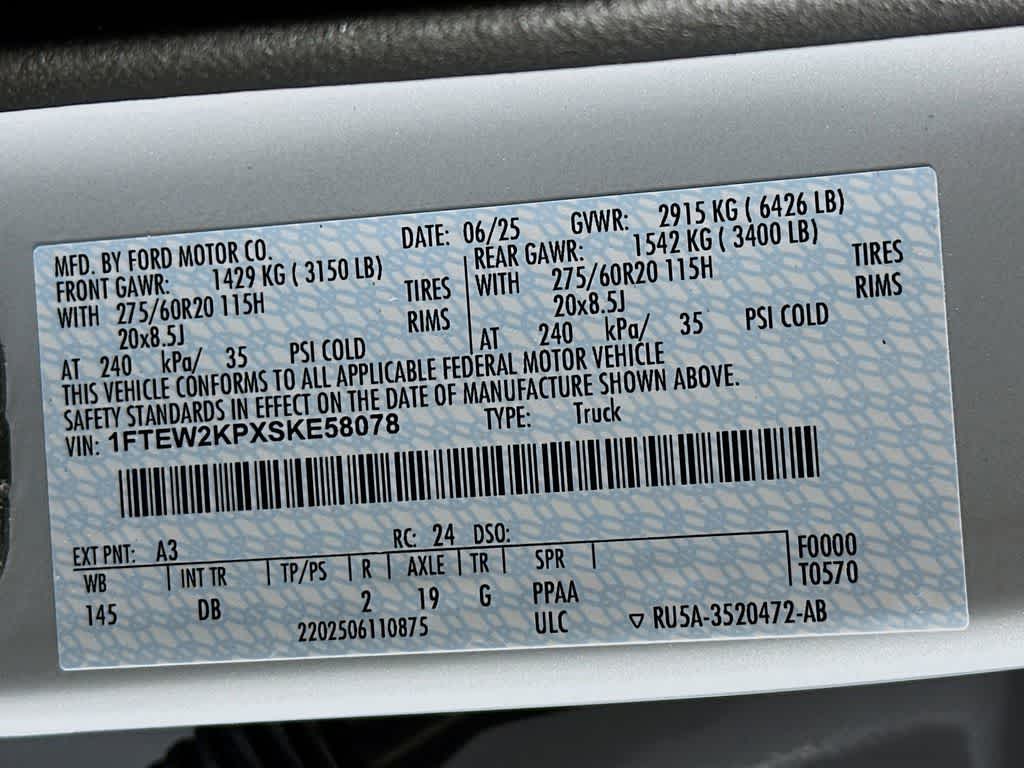 MFD. BY FORD MOTOR CO. DATE: 06/25 GVWR: 2915 KG ( 6426 LB)
FRONT GAWR: 1429 KG ( 3150 LB) REAR GAWR: 1542 KG ( 3400 LB)
WITH 275/60R20 115H TIRES WITH 275/60R20 115H TIRES
20x8.5J RIMS 20x8.5J RIMS
AT 240 kPa/ 35 PSI COLD AT 240 kPa/ 35 PSI COLD
THIS VEHICLE CONFORMS TO ALL APPLICABLE FEDERAL MOTOR VEHICLE
SAFETY STANDARDS IN EFFECT ON THE DATE OF MANUFACTURE SHOWN ABOVE.
VIN: 1FTEW2KPXSKE58078 TYPE: Truck
EXT PNT: A3 RC: 24 DSO:
WB INT TR TP/PS R AXLE TR SPR F0000
145 DB 2 19 G PPAA T0570
2202506110875 ULC ▽ RU5A-3520472-AB